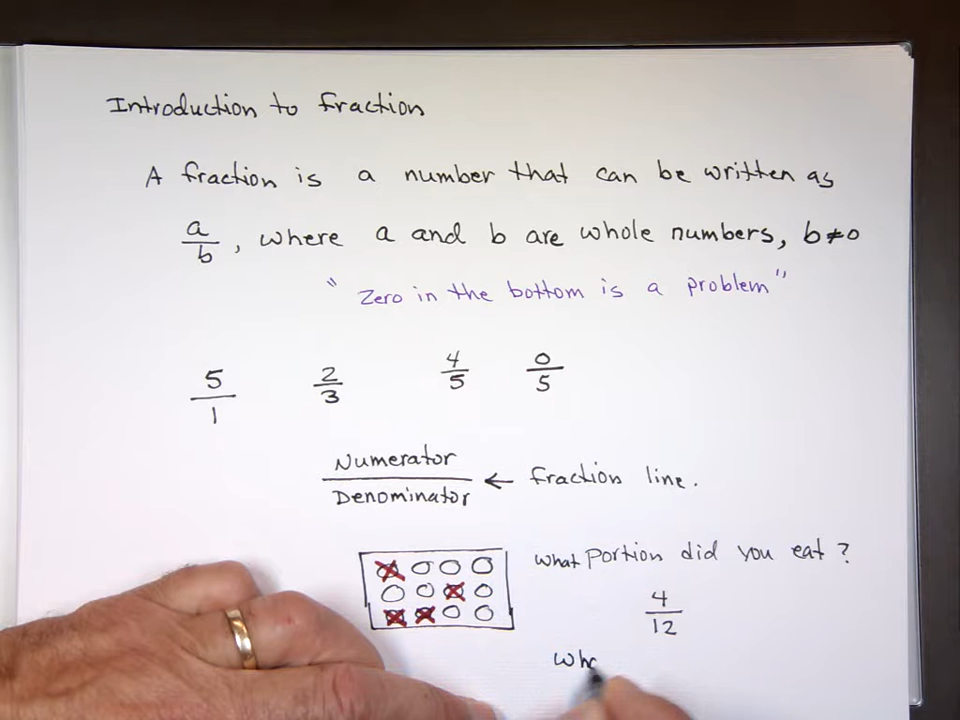 Introduction to fraction
A fraction is a number that can be written as
a/b, where a and b are whole numbers, b≠0
"Zero in the bottom is a problem"
5/1 2/3 4/5 0/5
Numerator
Denominator ← fraction line.
What portion did you eat?
4/12